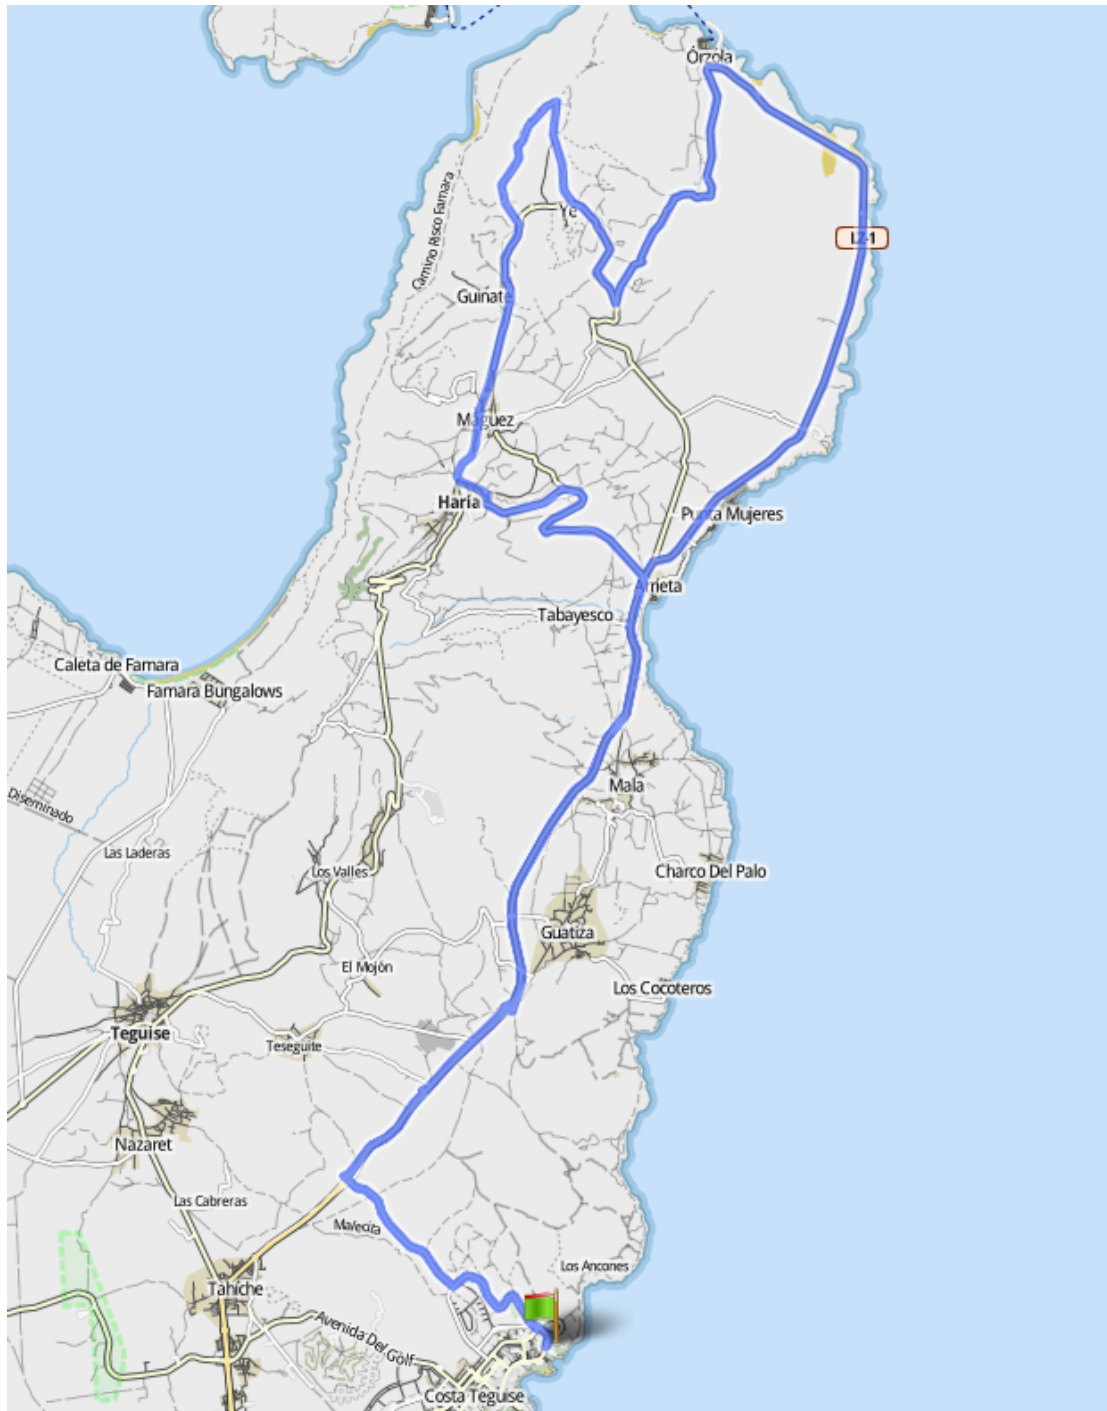 Órzola
Camino Risco Famara
Ye
LZ-1
Guinate
Máguez
Haría
Punta Mujeres
Arrieta
Tabayesco
Caleta de Famara
Famara Bungalows
Mala
Diseminado
Las Laderas
Los Valles
Charco Del Palo
Guatiza
El Mojón
Los Cocoteros
Teguise
Teseguite
Nazaret
Las Cabreras
Malecita
Los Ancones
Tahíche
Avenida Del Golf
Costa Teguise